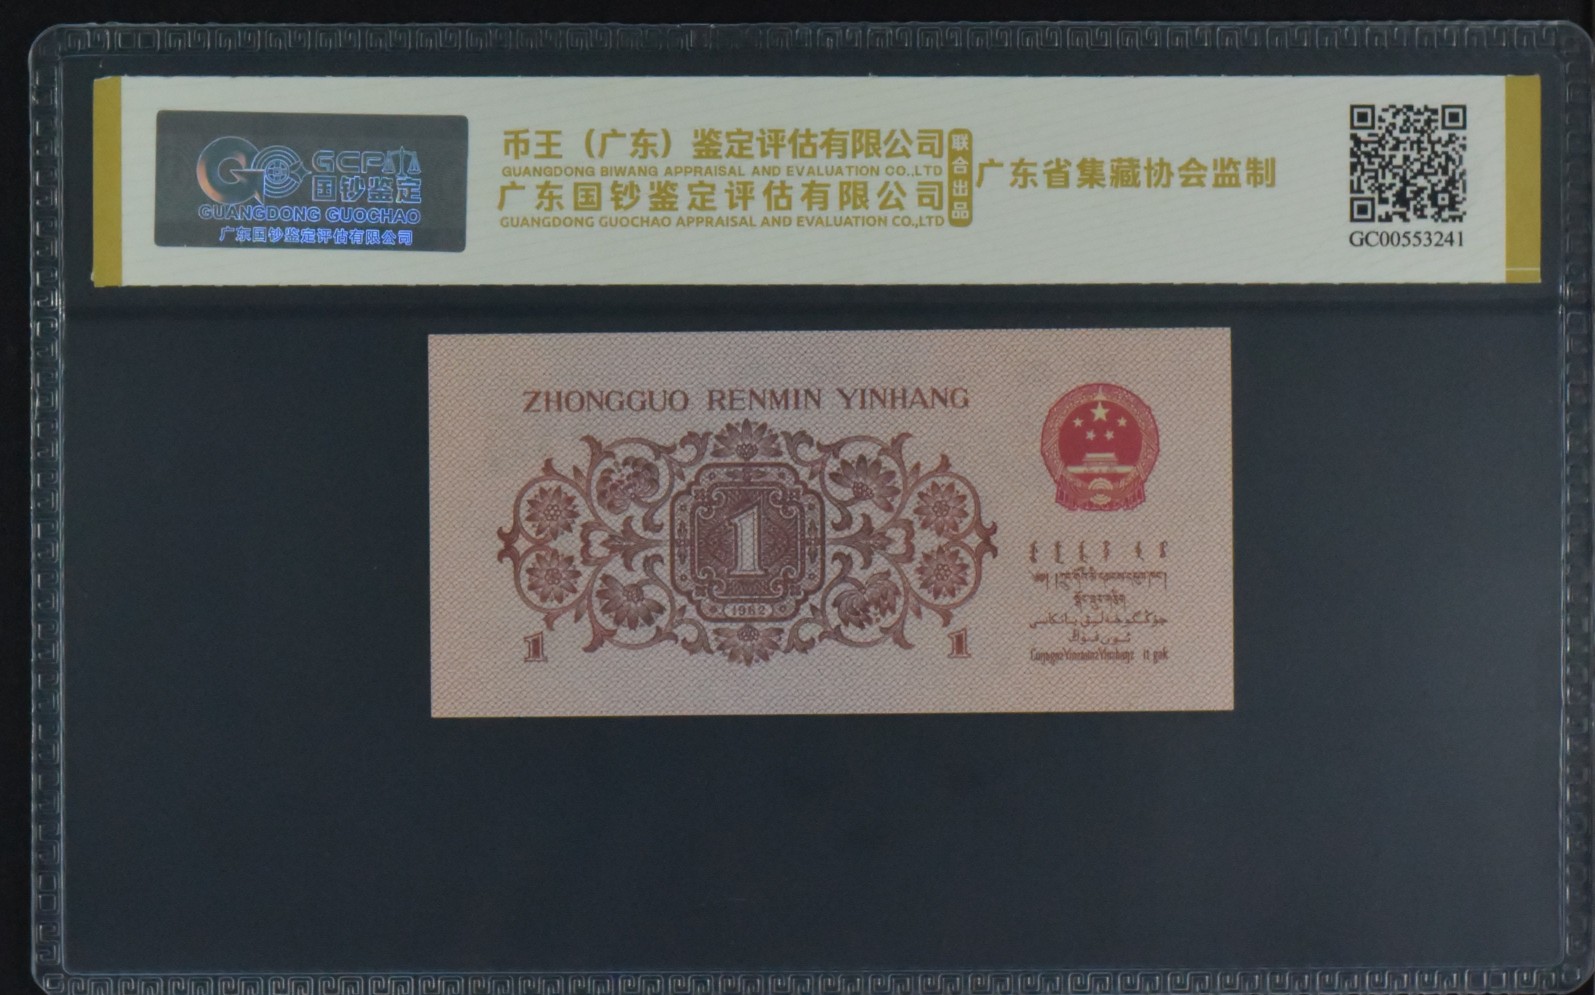 GCP
国钞鉴定
GUANGDONG GUOCHAO
广东国钞鉴定评估有限公司
币王（广东）鉴定评估有限公司
GUANGDONG BIWANG APPRAISAL AND EVALUATION CO.,LTD
广东国钞鉴定评估有限公司
GUANGDONG GUOCHAO APPRAISAL AND EVALUATION CO.,LTD
联合出品
广东省集藏协会监制
GC00553241
ZHONGGUO RENMIN YINHANG
1
1962
1
1